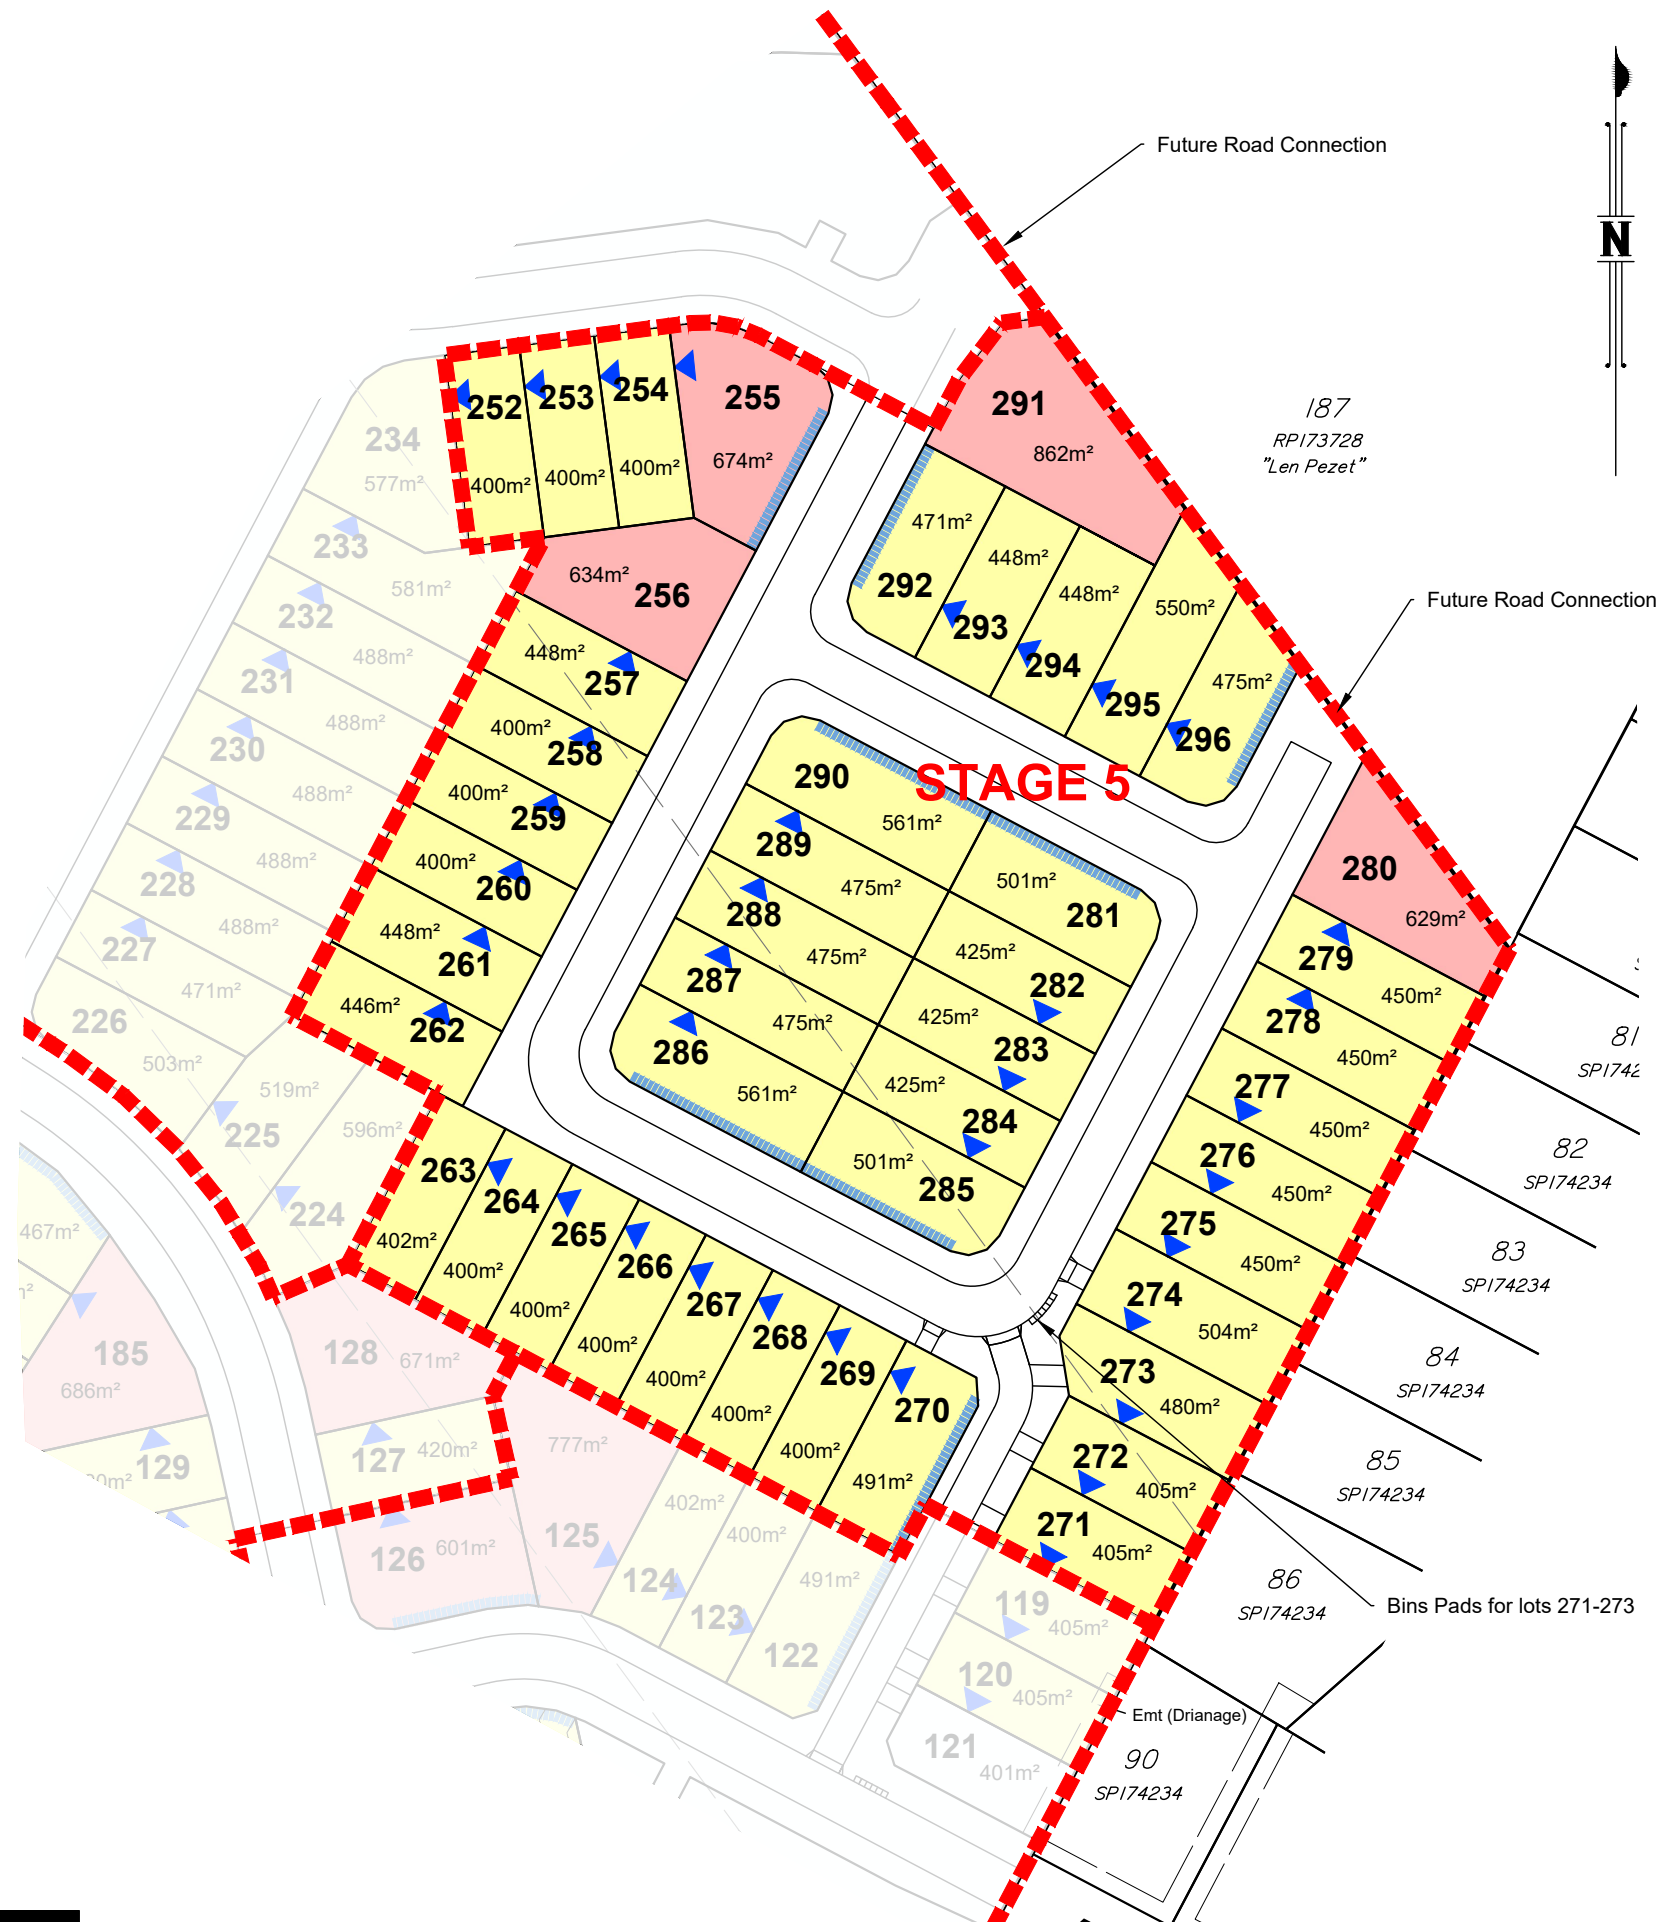 Future Road Connection
N
187
RP173728
"Len Pezet"
Future Road Connection
STAGE 5
252
400m²
253
400m²
254
400m²
255
674m²
634m²
256
448m²
257
400m²
258
400m²
259
400m²
260
448m²
261
446m²
262
263
402m²
264
400m²
265
400m²
266
400m²
267
400m²
268
400m²
269
400m²
270
491m²
291
862m²
471m²
292
448m²
293
448m²
294
550m²
295
475m²
296
290
561m²
289
475m²
288
475m²
287
475m²
286
561m²
501m²
281
425m²
282
425m²
283
425m²
284
501m²
285
280
629m²
279
450m²
278
450m²
277
450m²
276
450m²
275
450m²
274
504m²
273
480m²
272
405m²
271
405m²
234
577m²
233
581m²
232
488m²
231
488m²
230
488m²
229
488m²
228
488m²
227
471m²
226
503m²
519m²
225
596m²
224
467m²
185
686m²
129
128
671m²
127
420m²
126
601m²
777m²
125
402m²
124
400m²
123
491m²
122
119
405m²
120
405m²
121
401m²
81
SP1742
82
SP174234
83
SP174234
84
SP174234
85
SP174234
86
SP174234
Bins Pads for lots 271-273
Emt (Drianage)
90
SP174234